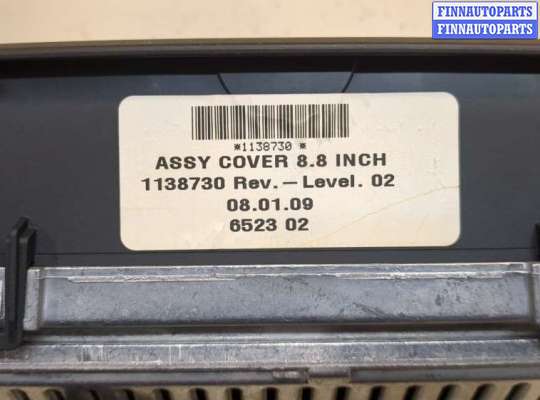 FINNAUTOPARTS
FINNAUTOPARTS
*1138730 *
ASSY COVER 8.8 INCH
1138730 Rev. – Level. 02
08.01.09
6523 02